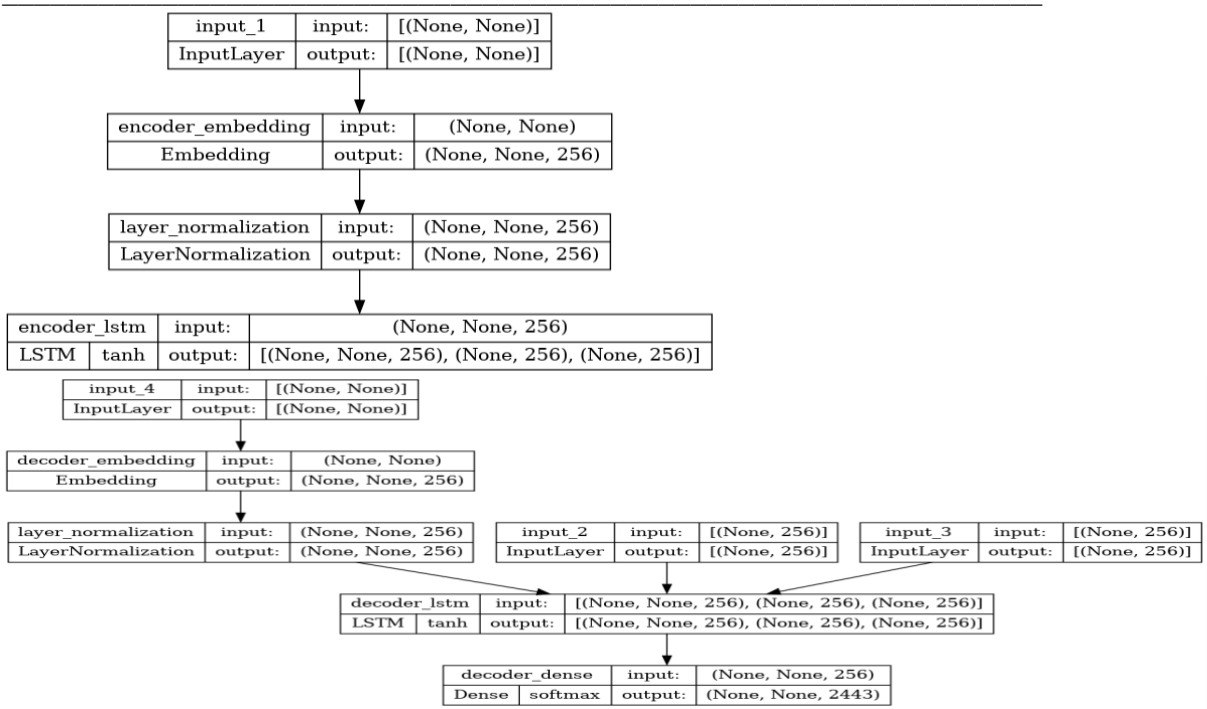 input_1 input: [(None, None)]
InputLayer output: [(None, None)]
encoder_embedding input: (None, None)
Embedding output: (None, None, 256)
layer_normalization input: (None, None, 256)
LayerNormalization output: (None, None, 256)
encoder_lstm input: (None, None, 256)
LSTM tanh output: [(None, None, 256), (None, 256), (None, 256)]
input_4 input: [(None, None)]
InputLayer output: [(None, None)]
decoder_embedding input: (None, None)
Embedding output: (None, None, 256)
layer_normalization input: (None, None, 256) input_2 input: [(None, 256)] input_3 input: [(None, 256)]
LayerNormalization output: (None, None, 256) InputLayer output: [(None, 256)] InputLayer output: [(None, 256)]
decoder_lstm input: [(None, None, 256), (None, 256), (None, 256)]
LSTM tanh output: [(None, None, 256), (None, 256), (None, 256)]
decoder_dense input: (None, None, 256)
Dense softmax output: (None, None, 2443)